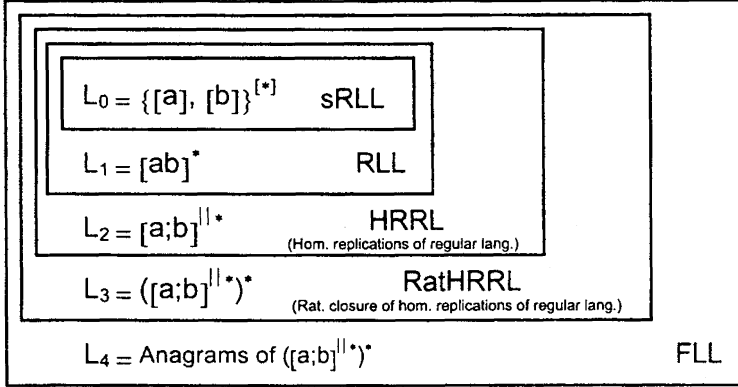 L₀ = {[a], [b]}^[*] sRLL
L₁ = [ab]^* RLL
L₂ = [a;b]^||* HRRL
(Hom. replications of regular lang.)
L₃ = ([a;b]^||*)^* RatHRRL
(Rat. closure of hom. replications of regular lang.)
L₄ = Anagrams of ([a;b]^||*)^* FLL